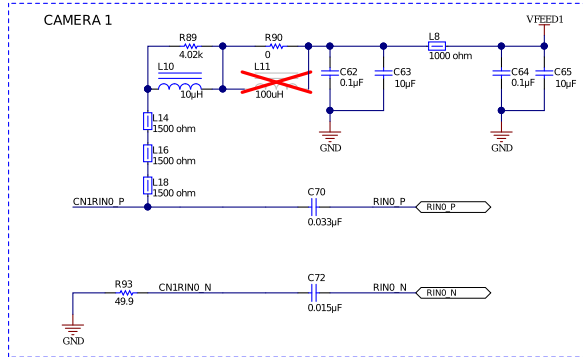 CAMERA 1
VFEED1
R89
4.02k
R90
0
L8
1000 ohm
L10
10µH
L11
100uH
C62
0.1µF
C63
10µF
C64
0.1µF
C65
10µF
GND
GND
L14
1500 ohm
L16
1500 ohm
L18
1500 ohm
CN1RIN0_P
C70
0.033µF
RIN0_P
RIN0_P
R93
49.9
CN1RIN0_N
C72
0.015µF
RIN0_N
RIN0_N
GND